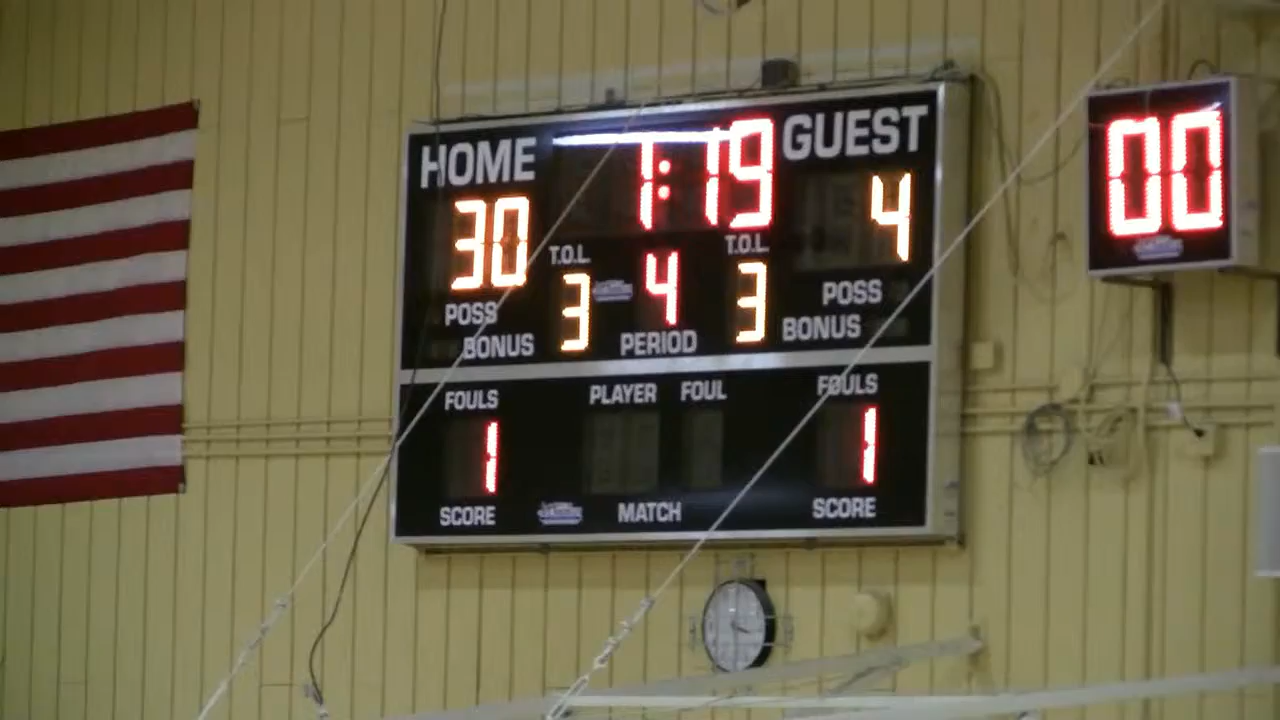 HOME 1:19 GUEST
30 4
T.O.L. T.O.L.
3 4 3
POSS POSS
BONUS PERIOD BONUS
FOULS PLAYER FOUL FOULS
1 1
SCORE MATCH SCORE
00